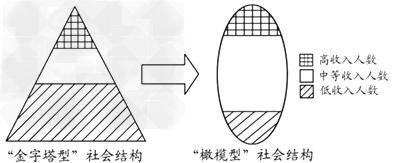 高收入人数
中等收入人数
低收入人数
“金字塔型”社会结构
“橄榄型”社会结构